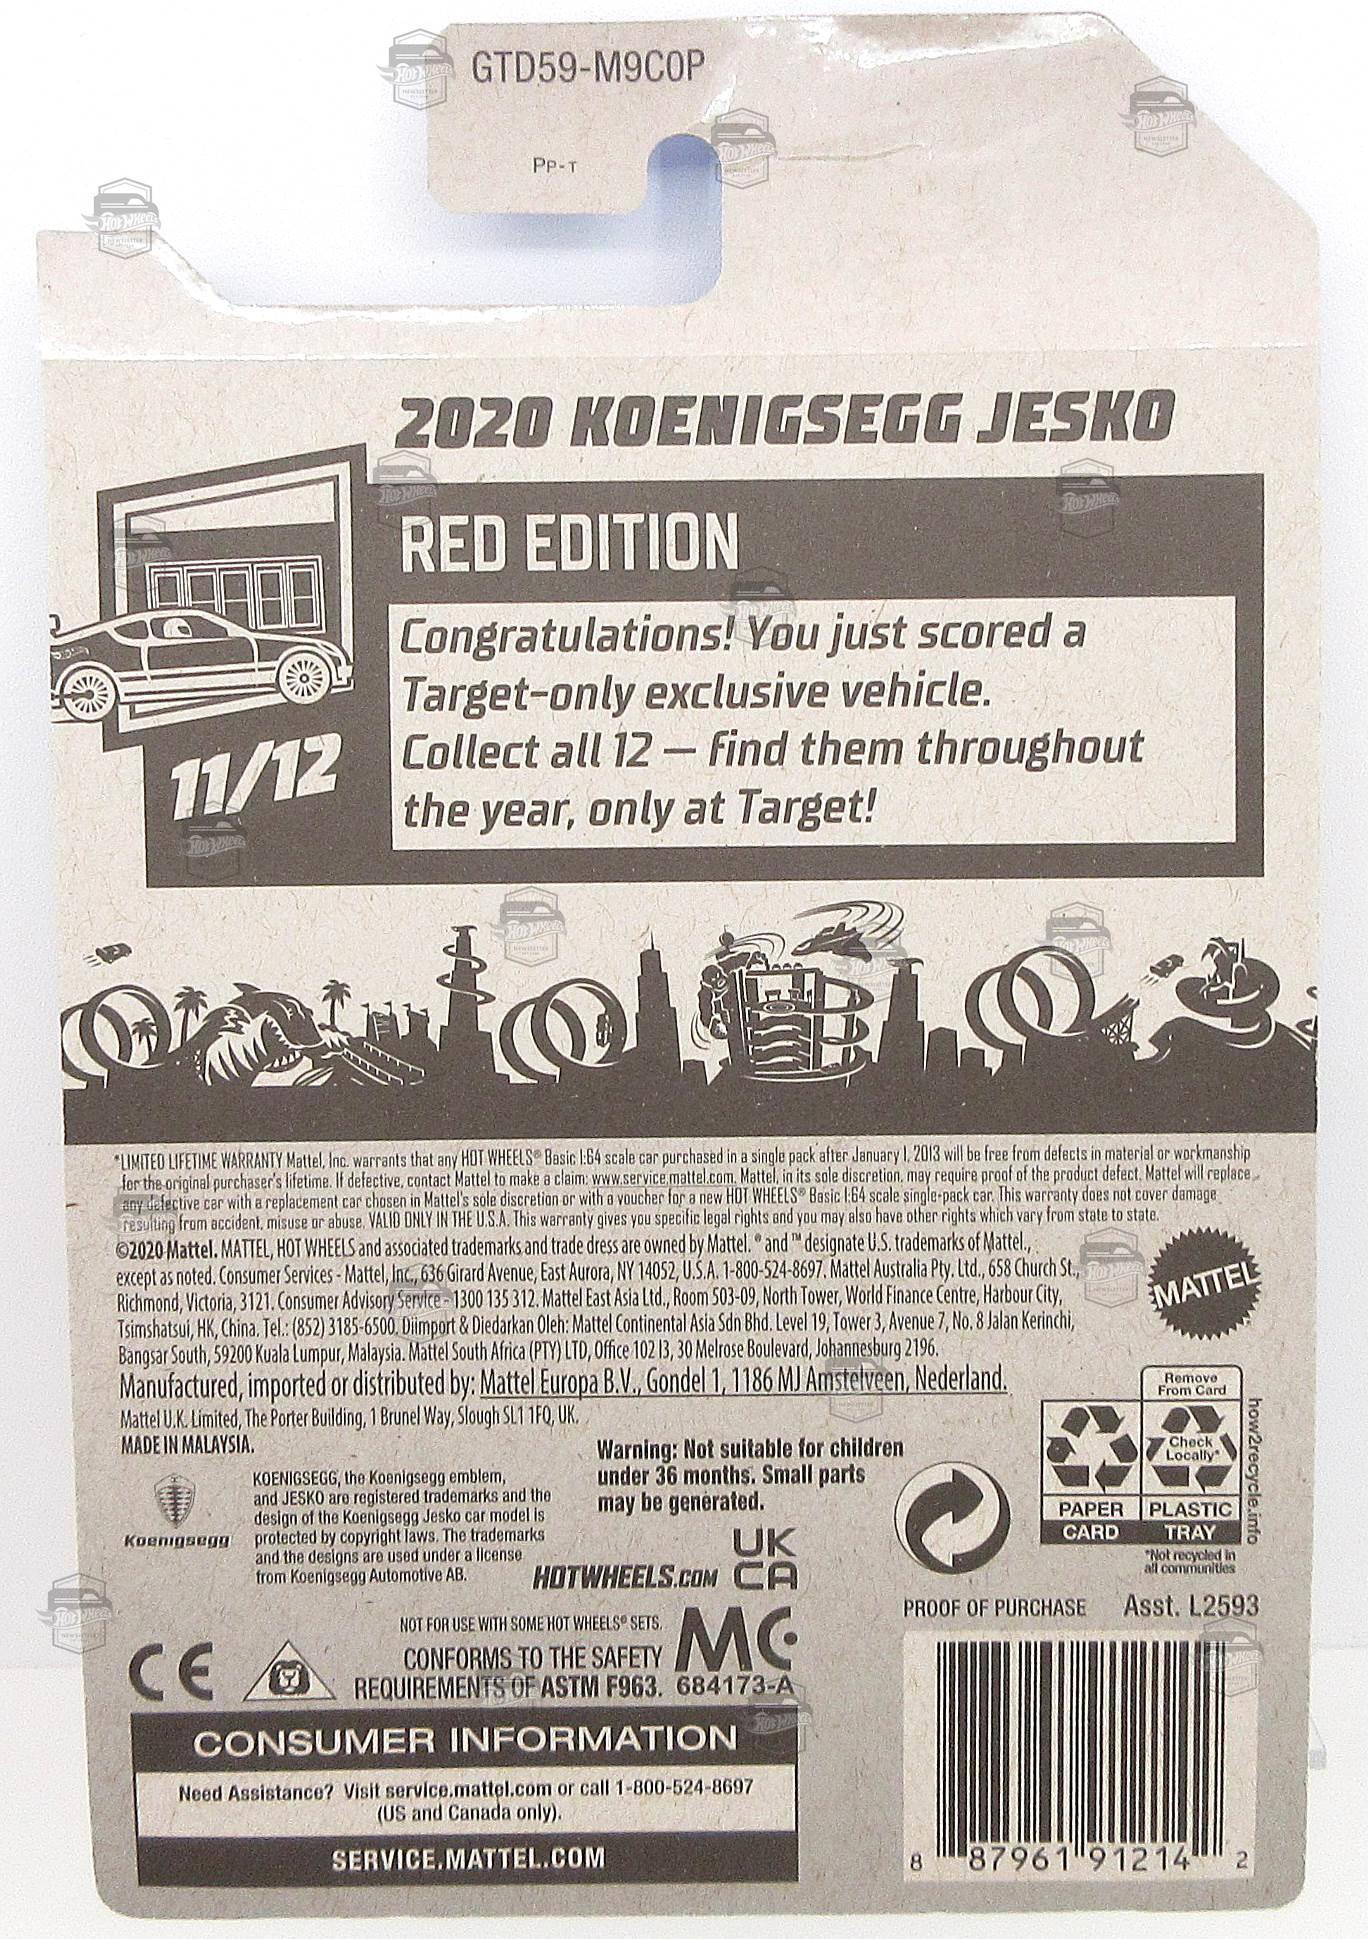 GTD59-M9C0P
PP-T
2020 KOENIGSEGG JESKO
RED EDITION
Congratulations! You just scored a
Target-only exclusive vehicle.
Collect all 12 — find them throughout
the year, only at Target!
11/12
*LIMITED LIFETIME WARRANTY Mattel, Inc. warrants that any HOT WHEELS® Basic 1:64 scale car purchased in a single pack after January 1, 2013 will be free from defects in material or workmanship
for the original purchaser's lifetime. If defective, contact Mattel to make a claim: www.service.mattel.com. Mattel, in its sole discretion, may require proof of the product defect. Mattel will replace
any defective car with a replacement car chosen in Mattel's sole discretion or with a voucher for a new HOT WHEELS® Basic 1:64 scale single-pack car. This warranty does not cover damage
resulting from accident, misuse or abuse. VALID ONLY IN THE U.S.A. This warranty gives you specific legal rights and you may also have other rights which vary from state to state.
©2020 Mattel. MATTEL, HOT WHEELS and associated trademarks and trade dress are owned by Mattel. ® and ™ designate U.S. trademarks of Mattel.,
except as noted. Consumer Services - Mattel, Inc., 636 Girard Avenue, East Aurora, NY 14052, U.S.A. 1-800-524-8697. Mattel Australia Pty. Ltd., 658 Church St.,
Richmond, Victoria, 3121. Consumer Advisory Service - 1300 135 312. Mattel East Asia Ltd., Room 503-09, North Tower, World Finance Centre, Harbour City,
Tsimshatsui, HK, China. Tel.: (852) 3185-6500. Diimport & Diedarkan Oleh: Mattel Continental Asia Sdn Bhd. Level 19, Tower 3, Avenue 7, No. 8 Jalan Kerinchi,
Bangsar South, 59200 Kuala Lumpur, Malaysia. Mattel South Africa (PTY) LTD, Office 102 I3, 30 Melrose Boulevard, Johannesburg 2196.
Manufactured, imported or distributed by: Mattel Europa B.V., Gondel 1, 1186 MJ Amstelveen, Nederland.
Mattel U.K. Limited, The Porter Building, 1 Brunel Way, Slough SL1 1FQ, UK.
MADE IN MALAYSIA.
MATTEL
Koenigsegg
KOENIGSEGG, the Koenigsegg emblem,
and JESKO are registered trademarks and the
design of the Koenigsegg Jesko car model is
protected by copyright laws. The trademarks
and the designs are used under a license
from Koenigsegg Automotive AB.
Warning: Not suitable for children
under 36 months. Small parts
may be generated.
HOTWHEELS.COM
UK
CA
Remove
From Card
Check
Locally*
PAPER
CARD
PLASTIC
TRAY
how2recycle.info
*Not recycled in
all communities
NOT FOR USE WITH SOME HOT WHEELS® SETS.
CONFORMS TO THE SAFETY
REQUIREMENTS OF ASTM F963.
MC
684173-A
CE
PROOF OF PURCHASE Asst. L2593
8 87961 91214 2
CONSUMER INFORMATION
Need Assistance? Visit service.mattel.com or call 1-800-524-8697
(US and Canada only).
SERVICE.MATTEL.COM